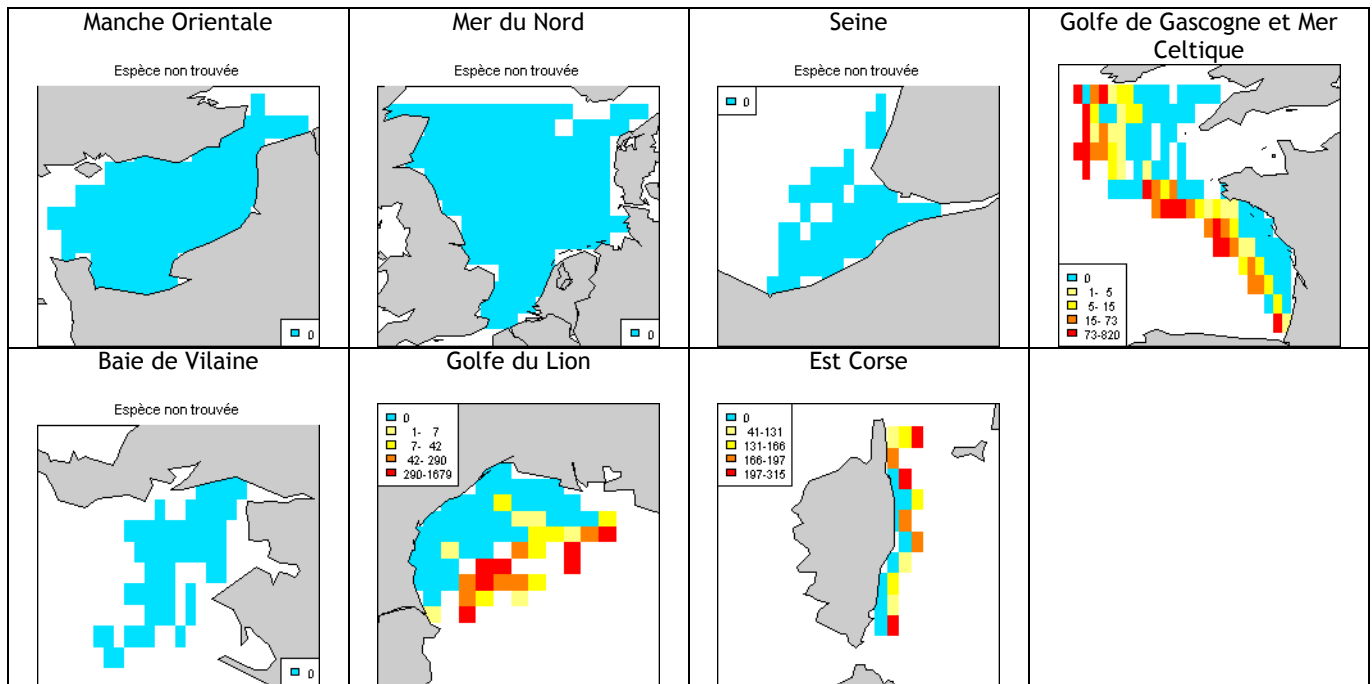 Manche Orientale
Espèce non trouvée
0
Mer du Nord
Espèce non trouvée
0
Seine
Espèce non trouvée
0
Golfe de Gascogne et Mer
Celtique
0
1- 5
5- 15
15- 73
73-820
Baie de Vilaine
Espèce non trouvée
0
Golfe du Lion
0
1- 7
7- 42
42- 290
290-1679
Est Corse
0
41-131
131-166
166-197
197-315